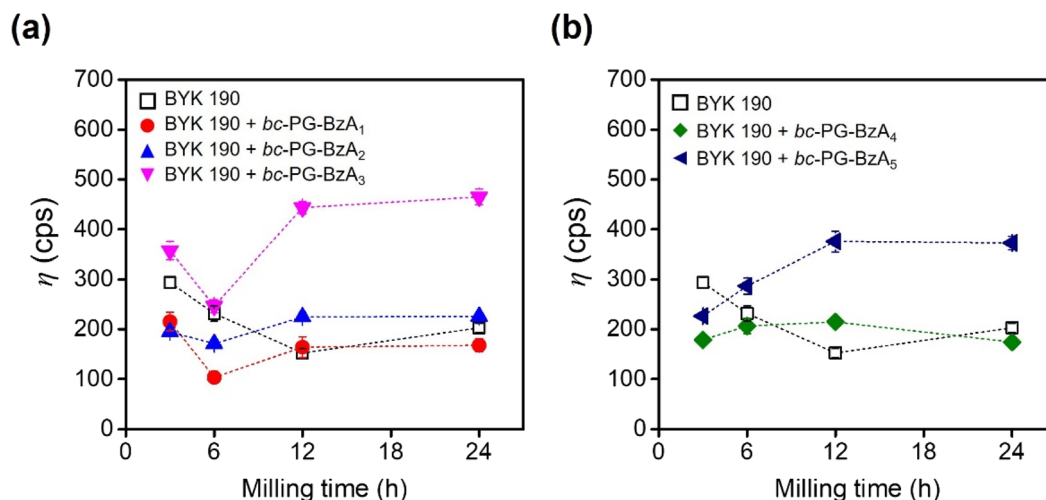 (a)
700
600
500
400
300
200
100
0
η (cps)
BYK 190
BYK 190 + bc-PG-BzA₁
BYK 190 + bc-PG-BzA₂
BYK 190 + bc-PG-BzA₃
0 6 12 18 24
Milling time (h)
(b)
700
600
500
400
300
200
100
0
η (cps)
BYK 190
BYK 190 + bc-PG-BzA₄
BYK 190 + bc-PG-BzA₅
0 6 12 18 24
Milling time (h)